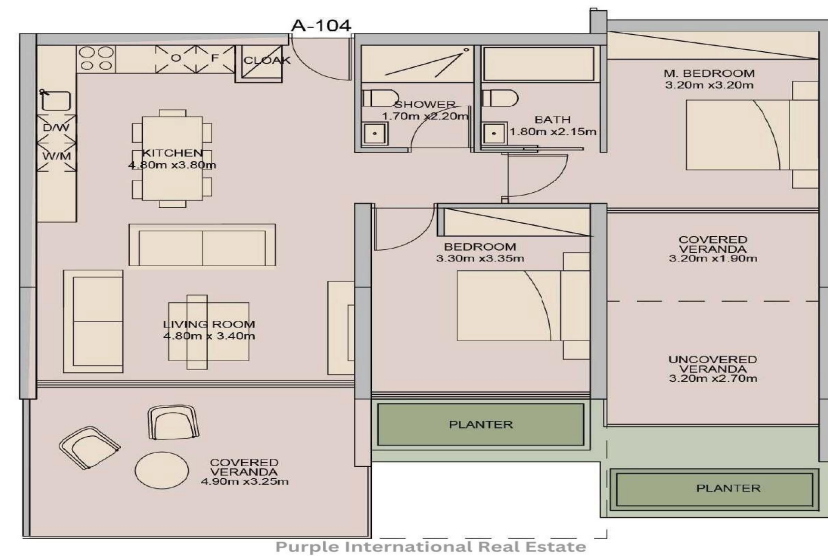 A-104
O
F
CLOAK
D/W
W/M
KITCHEN
4.80m x3.80m
SHOWER
1.70m x2.20m
BATH
1.80m x2.15m
M. BEDROOM
3.20m x3.20m
BEDROOM
3.30m x3.35m
COVERED
VERANDA
3.20m x1.90m
LIVING ROOM
4.80m x 3.40m
UNCOVERED
VERANDA
3.20m x2.70m
PLANTER
COVERED
VERANDA
4.90m x3.25m
PLANTER
Purple International Real Estate